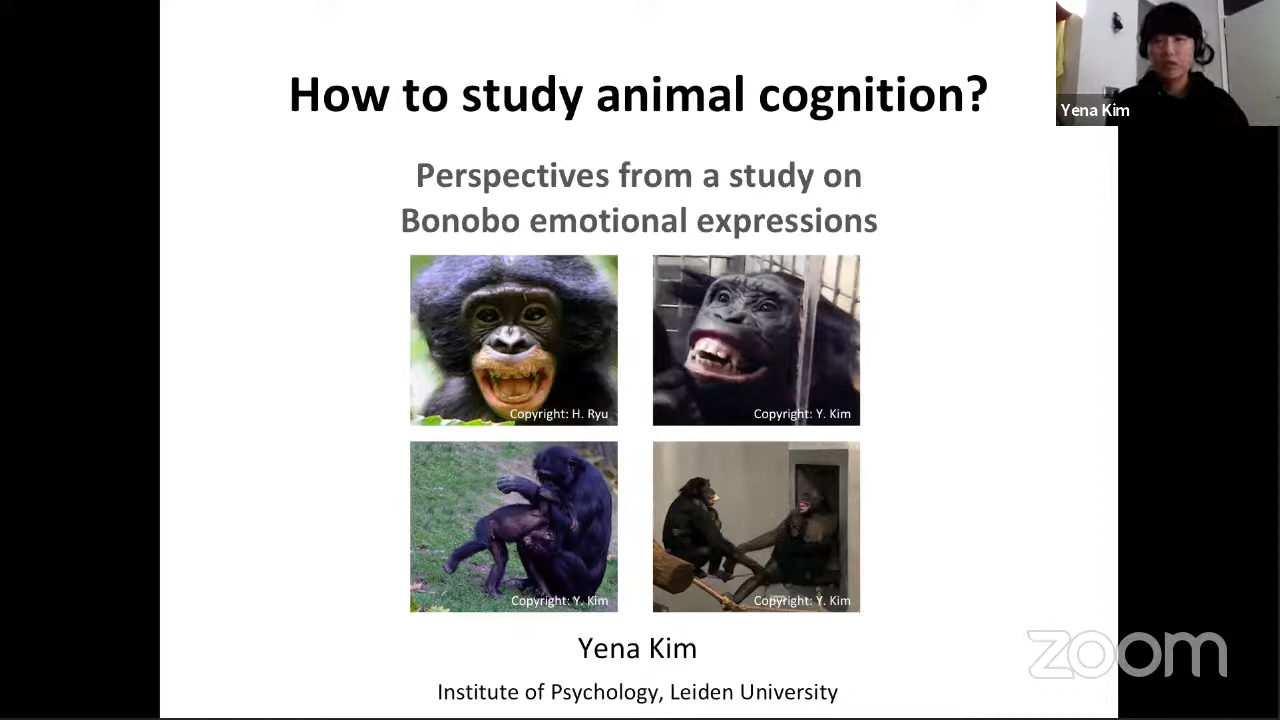 How to study animal cognition?
Yena Kim
Perspectives from a study on
Bonobo emotional expressions
Copyright: H. Ryu
Copyright: Y. Kim
Copyright: Y. Kim
Copyright: Y. Kim
Yena Kim
Institute of Psychology, Leiden University
zoom